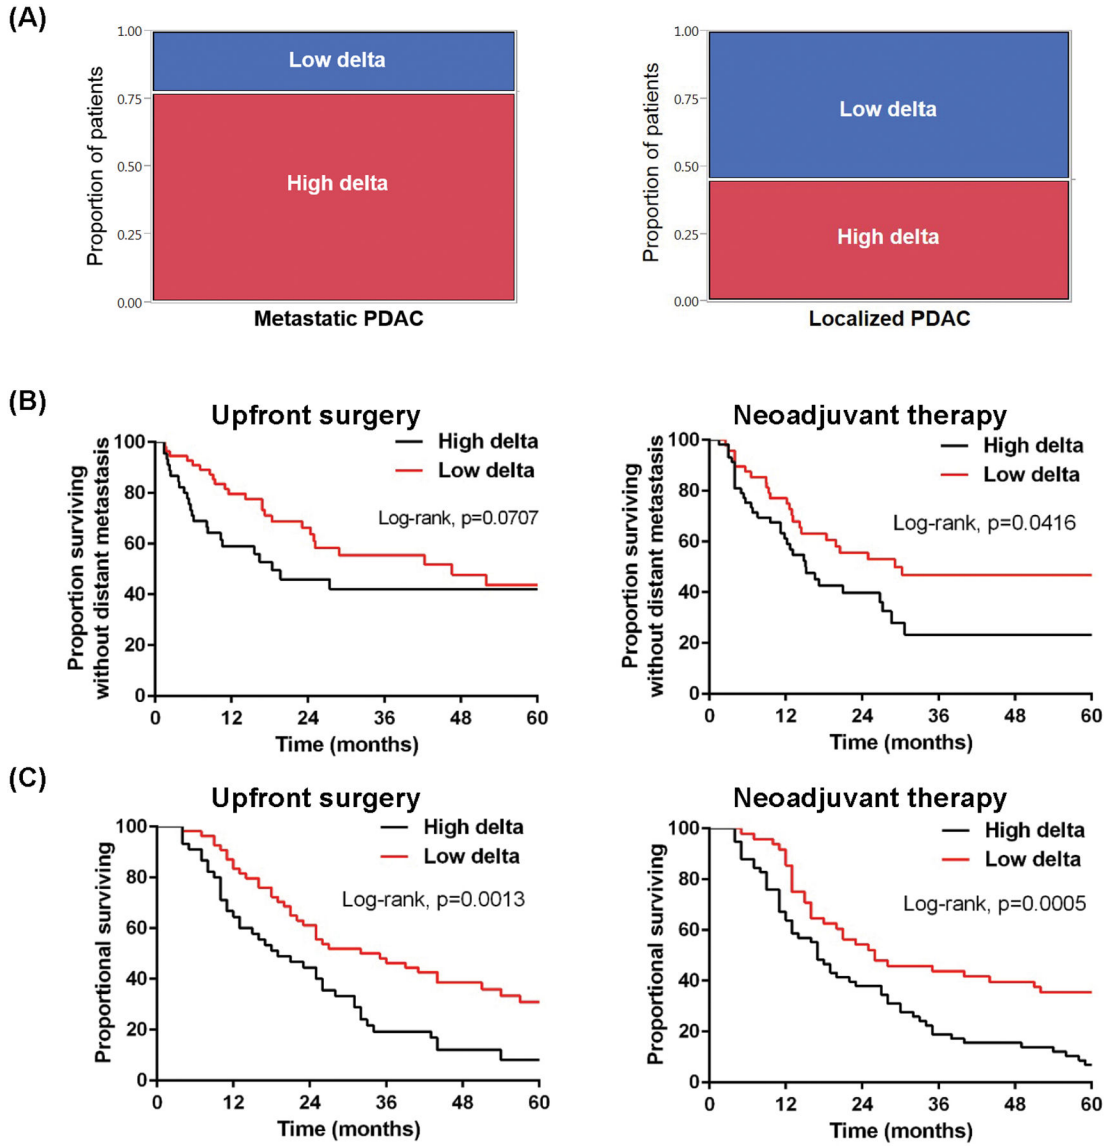 (A)
Proportion of patients
1.00
0.75
0.50
0.25
0.00
Low delta
High delta
Metastatic PDAC
Proportion of patients
1.00
0.75
0.50
0.25
0.00
Low delta
High delta
Localized PDAC
(B)
Upfront surgery
High delta
Low delta
Log-rank, p=0.0707
Proportion surviving
without distant metastasis
100
80
60
40
20
0
0 12 24 36 48 60
Time (months)
Neoadjuvant therapy
High delta
Low delta
Log-rank, p=0.0416
Proportion surviving
without distant metastasis
100
80
60
40
20
0
0 12 24 36 48 60
Time (months)
(C)
Upfront surgery
High delta
Low delta
Log-rank, p=0.0013
Proportional surviving
100
80
60
40
20
0
0 12 24 36 48 60
Time (months)
Neoadjuvant therapy
High delta
Low delta
Log-rank, p=0.0005
Proportional surviving
100
80
60
40
20
0
0 12 24 36 48 60
Time (months)